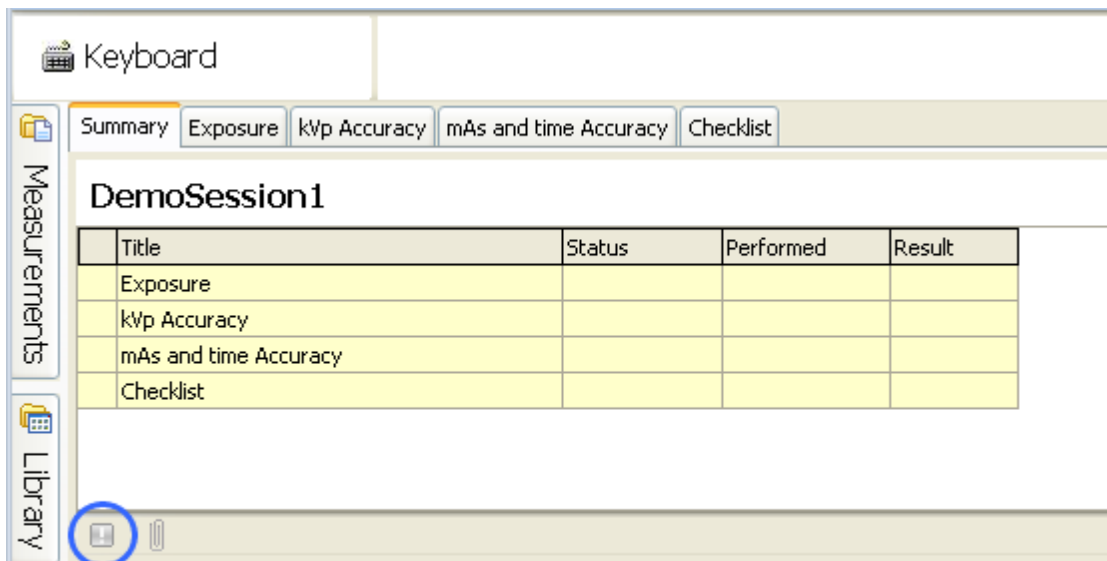 Keyboard
Summary Exposure kVp Accuracy mAs and time Accuracy Checklist
Measurements
Library
DemoSession1
Title Status Performed Result
Exposure
kVp Accuracy
mAs and time Accuracy
Checklist